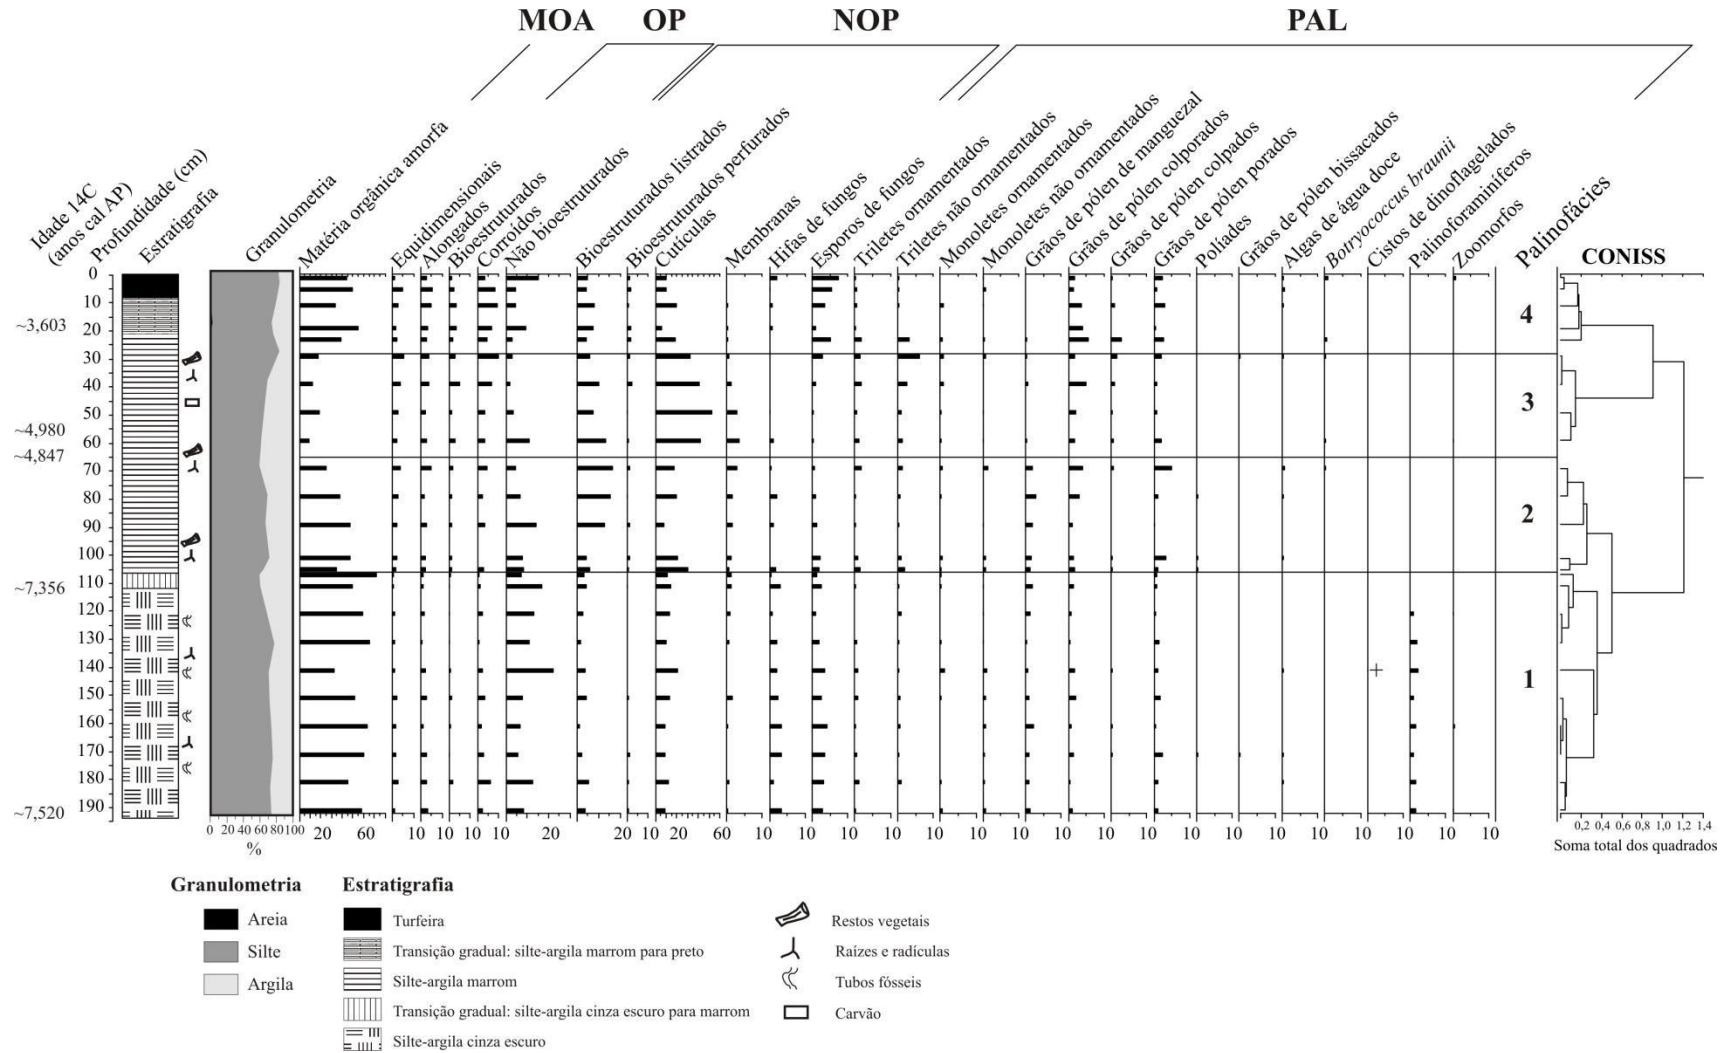 MOA OP NOP PAL
Idade 14C
(anos cal AP)
Profundidade (cm)
Estratigrafia
Granulometria
Matéria orgânica amorfa
Equidimensionais
Alongados
Bioestruturados
Corroídos
Não bioestruturados
Bioestruturados listrados
Bioestruturados perfurados
Cutículas
Membranas
Hifas de fungos
Esporos de fungos
Triletes ornamentados
Triletes não ornamentados
Monoletes ornamentados
Monoletes não ornamentados
Grãos de pólen de manguezal
Grãos de pólen colporados
Grãos de pólen colpados
Grãos de pólen porados
Políades
Grãos de pólen bissacados
Algas de água doce
Botryococcus braunii
Cistos de dinoflagelados
Palinoforaminíferos
Zoomorfos
Palinofácies
CONISS
0
10
~3,603 20
30
40
50
~4,980
60
~4,847
70
80
90
100
110
~7,356
120
130
140
150
160
170
180
190
~7,520
4
3
2
1
0 20 40 60 80 100 20 60 10 10 10 10 20 20 10 20 60 10 10 10 10 10 10 10 10 10 10 10 10 10 10 10 10 10 10
0,2 0,4 0,6 0,8 1,0 1,2 1,4
%
Soma total dos quadrados
Granulometria Estratigrafia
Areia Turfeira Restos vegetais
Silte Transição gradual: silte-argila marrom para preto Raízes e radículas
Argila Silte-argila marrom Tubos fósseis
Transição gradual: silte-argila cinza escuro para marrom Carvão
Silte-argila cinza escuro